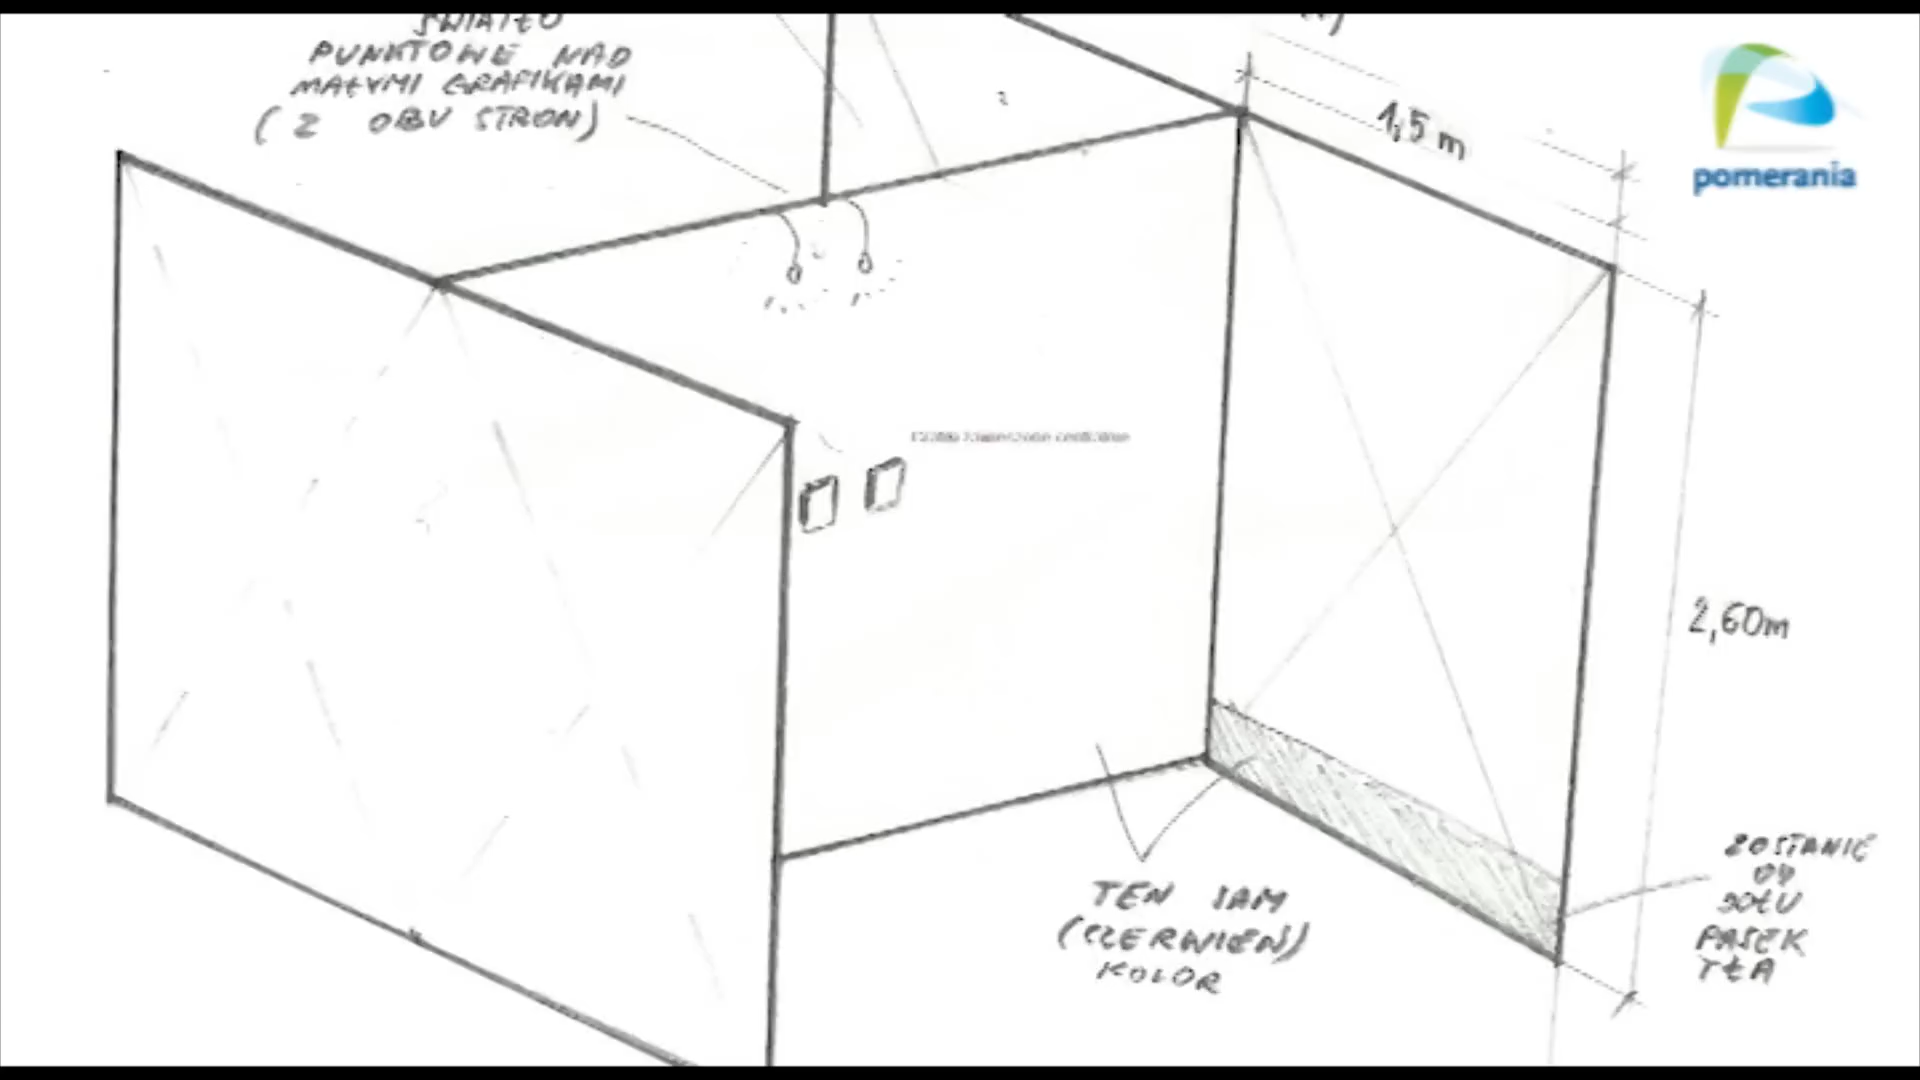 ŚWIATŁO
PUNKTOWE NAD
MAŁYMI GRAFIKAMI
(Z OBU STRON)
1,5 m
pomerania
2,60m
TEN SAM
(CZERWIEŃ)
KOLOR
ZOSTANIE
OD
DOŁU
PASEK
TŁA